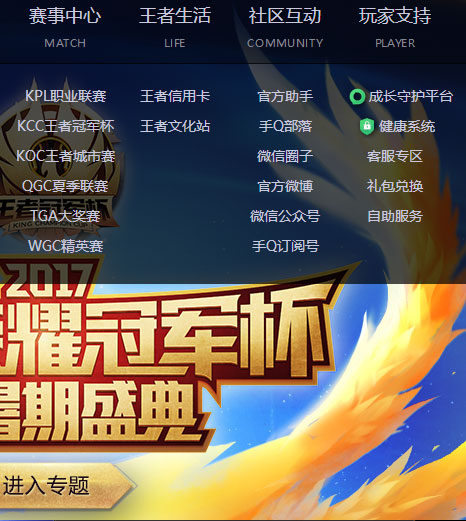 赛事中心 王者生活 社区互动 玩家支持
MATCH LIFE COMMUNITY PLAYER
KPL职业联赛 王者信用卡 官方助手 成长守护平台
KCC王者冠军杯 王者文化站 手Q部落 健康系统
KOC王者城市赛 微信圈子 客服专区
QGC夏季联赛 官方微博 礼包兑换
TGA大奖赛 微信公众号 自助服务
WGC精英赛 手Q订阅号
王者冠军杯
2017
耀冠军杯
暑期盛典
进入专题